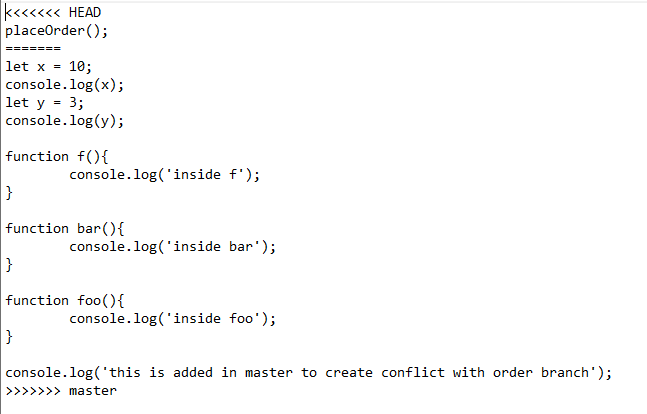 <<<<<<< HEAD
placeOrder();
=======
let x = 10;
console.log(x);
let y = 3;
console.log(y);

function f(){
        console.log('inside f');
}

function bar(){
        console.log('inside bar');
}

function foo(){
        console.log('inside foo');
}

console.log('this is added in master to create conflict with order branch');
>>>>>>> master